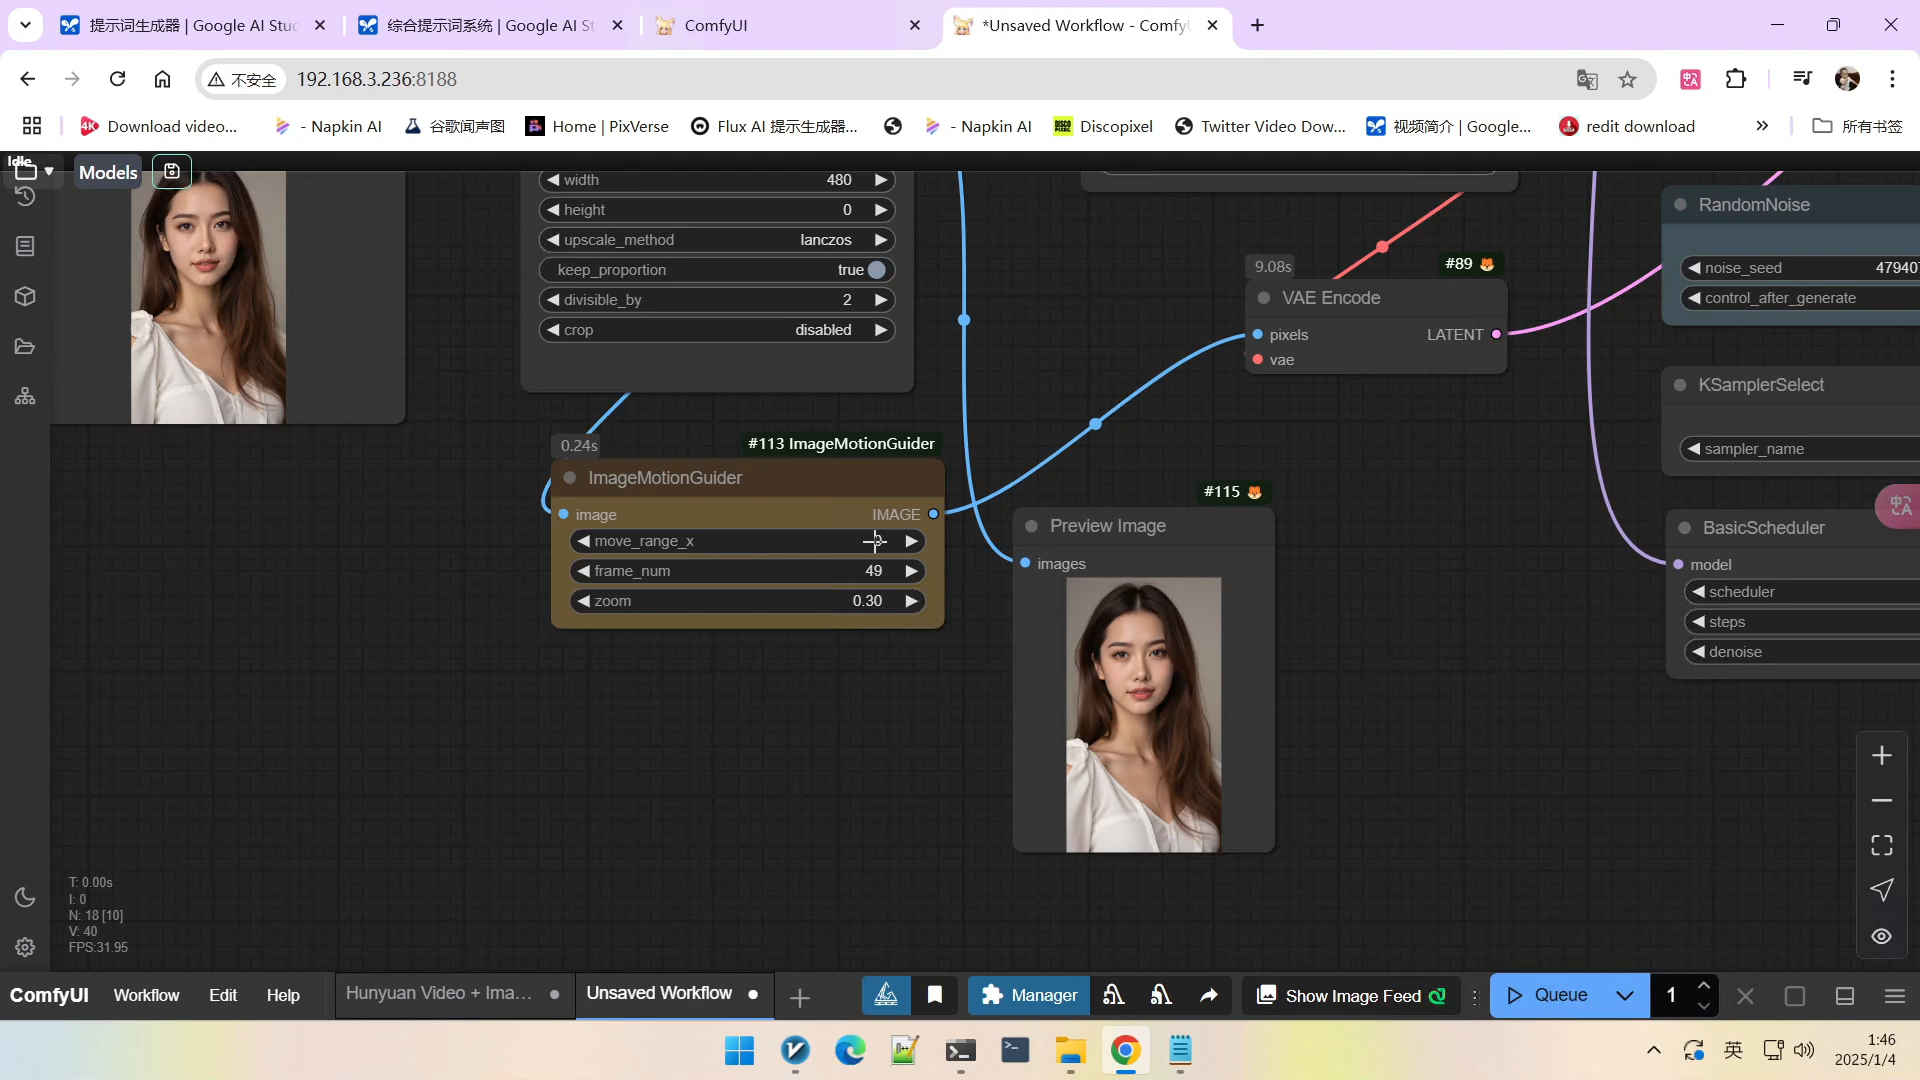 提示词生成器 | Google AI Stu
综合提示词系统 | Google AI St
ComfyUI
*Unsaved Workflow - ComfyU
不安全
192.168.3.236:8188
4K Download video...
- Napkin AI
谷歌闻声图
Home | PixVerse
Flux AI 提示生成器...
- Napkin AI
Discopixel
Twitter Video Dow...
视频简介 | Google...
redit download
所有书签
Idle
Models
width 480
height 0
upscale_method lanczos
keep_proportion true
divisible_by 2
crop disabled
0.24s
#113 ImageMotionGuider
ImageMotionGuider
image IMAGE
move_range_x
frame_num 49
zoom 0.30
#115
Preview Image
images
9.08s
#89
VAE Encode
pixels LATENT
vae
RandomNoise
noise_seed 47940
control_after_generate
KSamplerSelect
sampler_name
BasicScheduler
model
scheduler
steps
denoise
T: 0.00s
I: 0
N: 18 [10]
V: 40
FPS:31.95
ComfyUI
Workflow
Edit
Help
Hunyuan Video + Ima...
Unsaved Workflow
Manager
Show Image Feed
Queue
1
英
1:46
2025/1/4